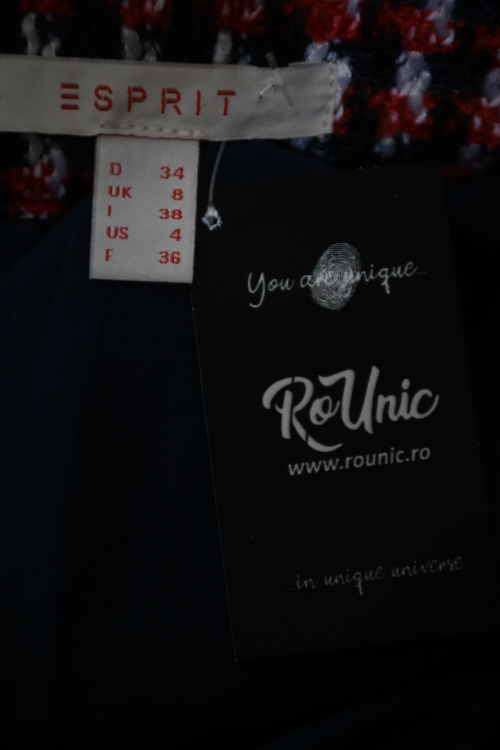 ESPRIT
D 34
UK 8
I 38
US 4
F 36
You are unique...
RoUnic
www.rounic.ro
...in unique universe